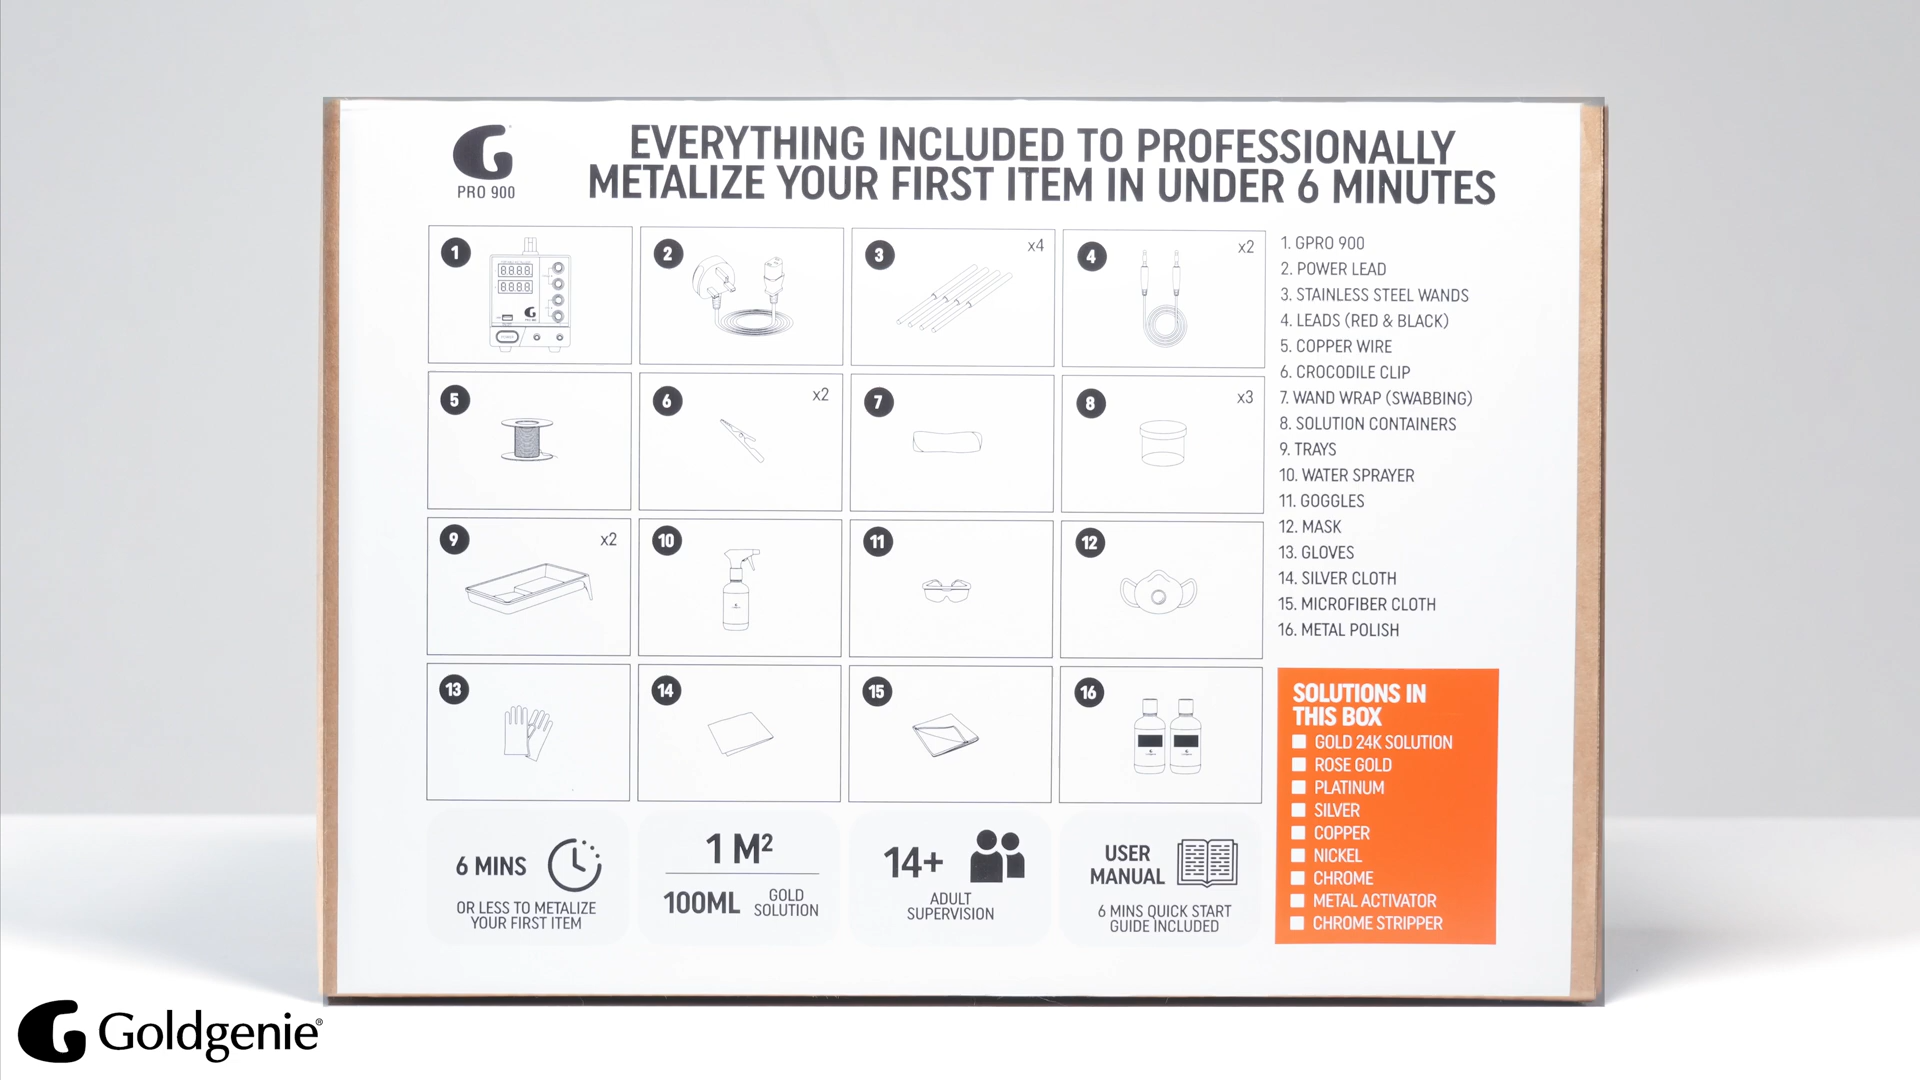 PRO 900
EVERYTHING INCLUDED TO PROFESSIONALLY
METALIZE YOUR FIRST ITEM IN UNDER 6 MINUTES
1
8888
8888
2
3
x4
4
x2
5
6
x2
7
8
x3
9
x2
10
11
12
13
14
15
16
1. GPRO 900
2. POWER LEAD
3. STAINLESS STEEL WANDS
4. LEADS (RED & BLACK)
5. COPPER WIRE
6. CROCODILE CLIP
7. WAND WRAP (SWABBING)
8. SOLUTION CONTAINERS
9. TRAYS
10. WATER SPRAYER
11. GOGGLES
12. MASK
13. GLOVES
14. SILVER CLOTH
15. MICROFIBER CLOTH
16. METAL POLISH
SOLUTIONS IN
THIS BOX
GOLD 24K SOLUTION
ROSE GOLD
PLATINUM
SILVER
COPPER
NICKEL
CHROME
METAL ACTIVATOR
CHROME STRIPPER
6 MINS
OR LESS TO METALIZE
YOUR FIRST ITEM
1 M²
100ML GOLD
SOLUTION
14+
ADULT
SUPERVISION
USER
MANUAL
6 MINS QUICK START
GUIDE INCLUDED
Goldgenie®